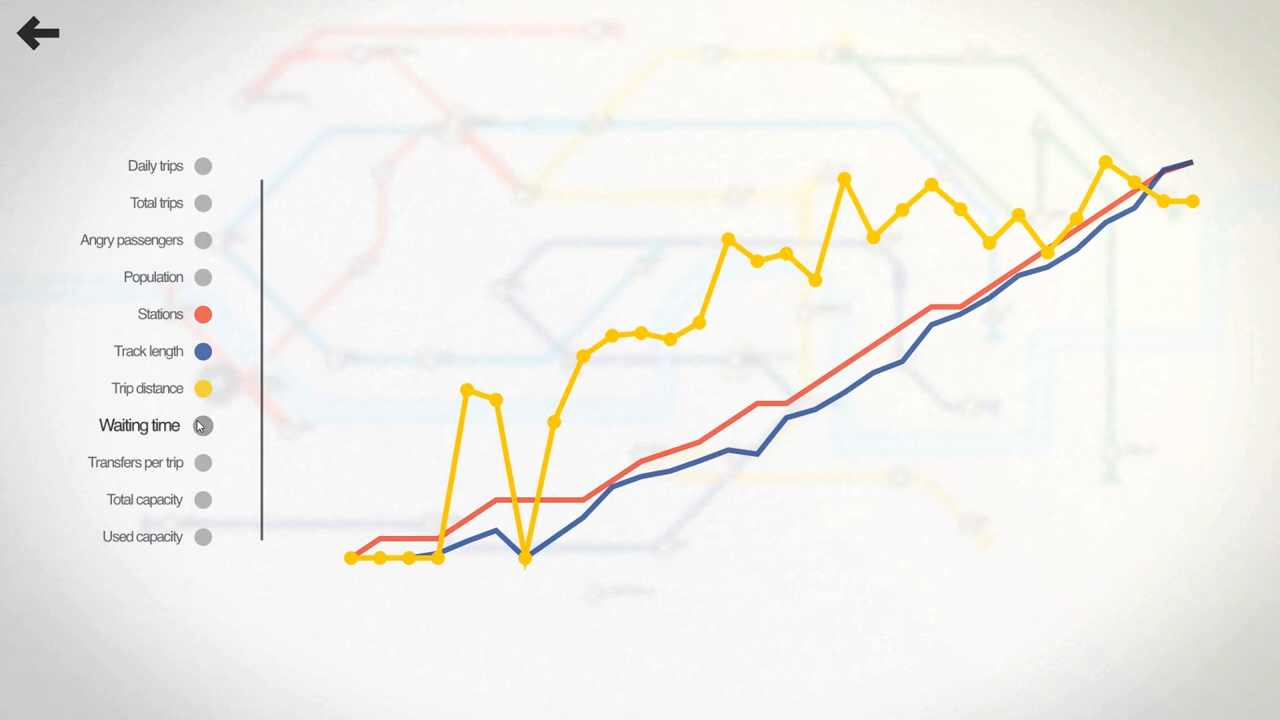 Daily trips
Total trips
Angry passengers
Population
Stations
Track length
Trip distance
Waiting time
Transfers per trip
Total capacity
Used capacity